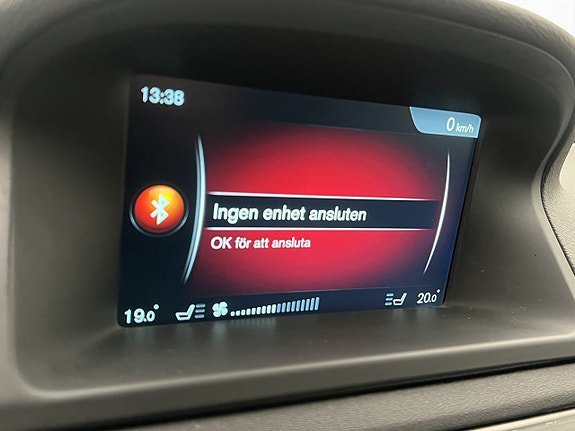 13:38
0 km/h
Ingen enhet ansluten
OK för att ansluta
19.0° 20.0°